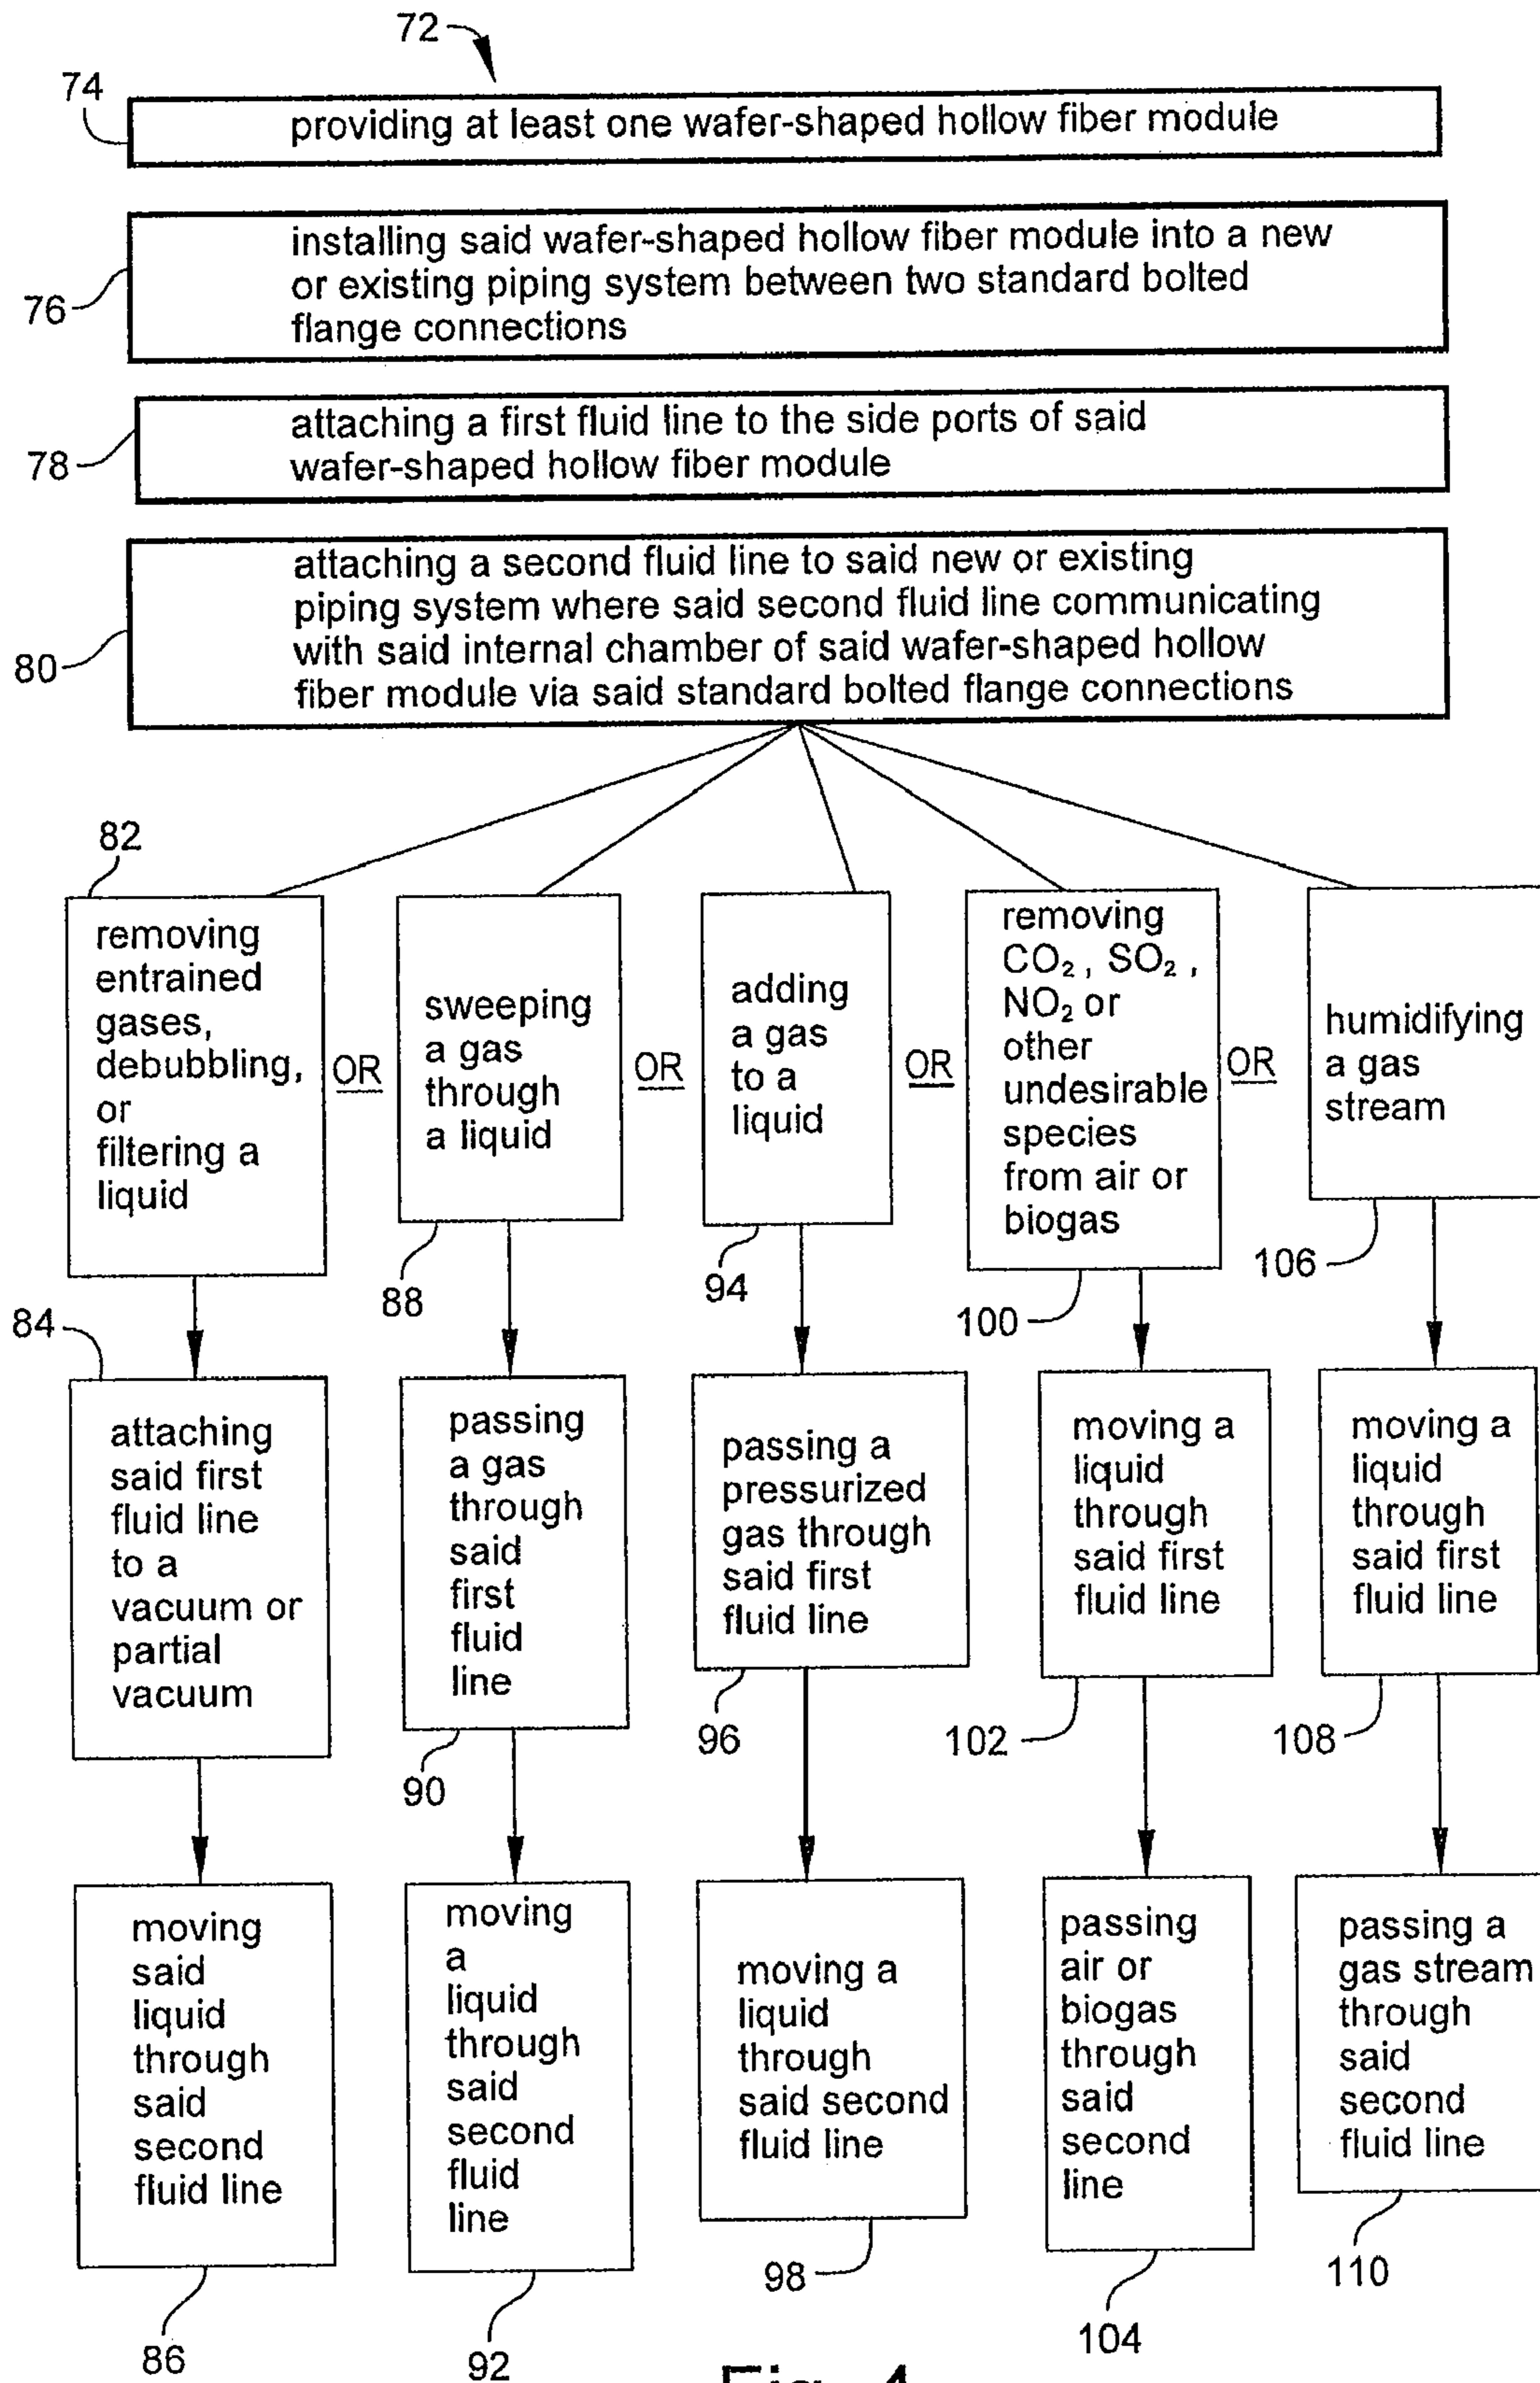 72
74
providing at least one wafer-shaped hollow fiber module
76
installing said wafer-shaped hollow fiber module into a new
or existing piping system between two standard bolted
flange connections
78
attaching a first fluid line to the side ports of said
wafer-shaped hollow fiber module
80
attaching a second fluid line to said new or existing
piping system where said second fluid line communicating
with said internal chamber of said wafer-shaped hollow
fiber module via said standard bolted flange connections
82
removing
entrained
gases,
debubbling,
or
filtering a
liquid
OR
sweeping
a gas
through
a liquid
88
OR
adding
a gas
to a
liquid
94
OR
removing
CO₂, SO₂,
NO₂ or
other
undesirable
species
from air or
biogas
100
OR
humidifying
a gas
stream
106
84
attaching
said first
fluid line
to a
vacuum or
partial
vacuum
passing
a gas
through
said
first
fluid
line
90
passing a
pressurized
gas through
said first
fluid line
96
moving a
liquid
through
said first
fluid line
102
moving a
liquid
through
said first
fluid line
108
moving
said
liquid
through
said
second
fluid line
86
moving
a
liquid
through
said
second
fluid
line
92
moving a
liquid
through
said second
fluid line
98
passing
air or
biogas
through
said
second
line
104
passing a
gas stream
through
said
second
fluid line
110
Fig. 4